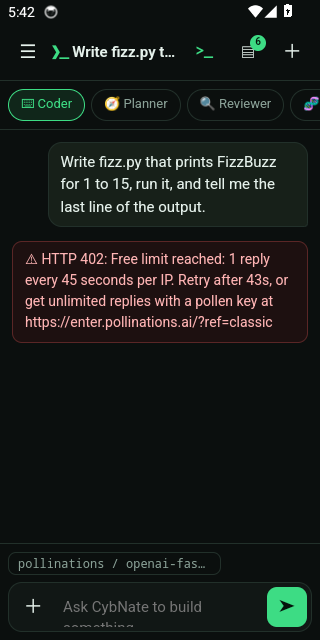 5:42
☰ ❯_ Write fizz.py t... >_ 6 +
Coder Planner Reviewer
Write fizz.py that prints FizzBuzz
for 1 to 15, run it, and tell me the
last line of the output.
⚠ HTTP 402: Free limit reached: 1 reply
every 45 seconds per IP. Retry after 43s, or
get unlimited replies with a pollen key at
https://enter.pollinations.ai/?ref=classic
pollinations / openai-fas…
+ Ask CybNate to build
something